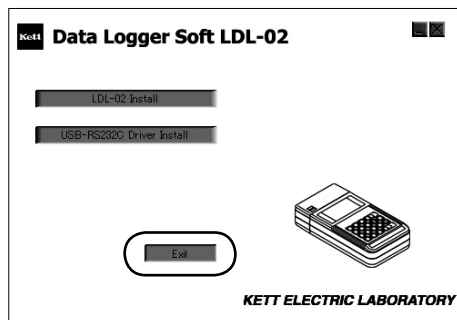 Kett Data Logger Soft LDL-02
LDL-02 Install
USB-RS232C Driver Install
Exit
KETT ELECTRIC LABORATORY